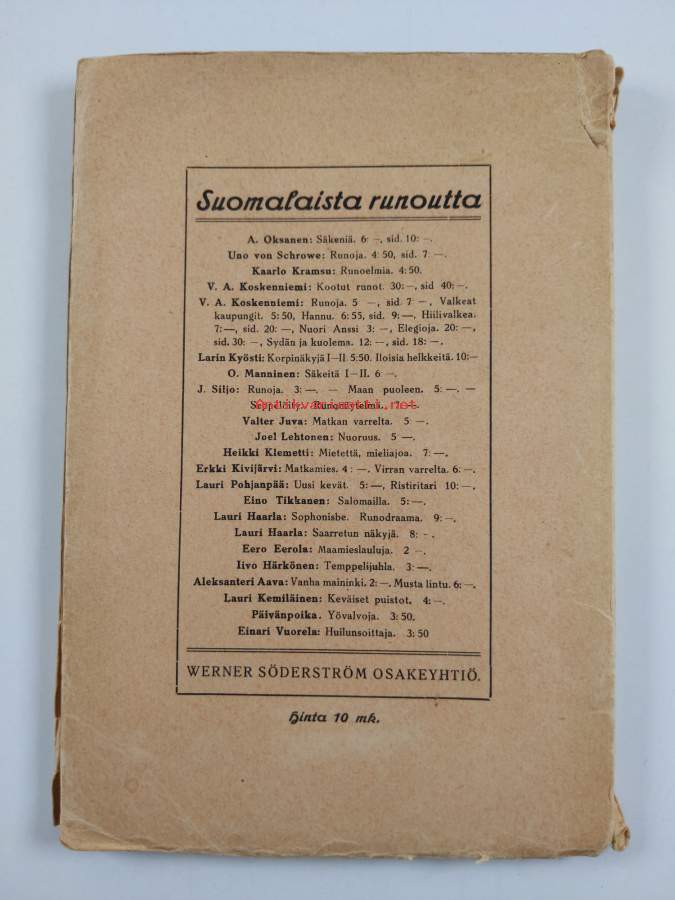 Suomalaista runoutta
A. Oksanen: Säkeniä. 6: —, sid. 10: —.
Uno von Schrowe: Runoja. 4: 50, sid. 7: —.
Kaarlo Kramsu: Runoelmia. 4: 50.
V. A. Koskenniemi: Kootut runot. 30: —, sid 40: —.
V. A. Koskenniemi: Runoja. 5 —, sid. 7 —, Valkeat
kaupungit. 5: 50, Hannu. 6: 55, sid. 9: —. Hiilivalkea.
7: —, sid. 20: —, Nuori Anssi 3: —, Elegioja. 20: —,
sid. 30: —, Sydän ja kuolema. 12: —, sid. 18: —.
Larin Kyösti: Korpinäkyjä I—II 5: 50. Iloisia helkkeitä. 10: —
O. Manninen: Säkeitä I—II. 6 —.
J. Siljo: Runoja. 3: —. — Maan puoleen. 5: —. —
Runonäytelmä.
antikvariaatti.net
Valter Juva: Matkan varrelta. 5 —.
Joel Lehtonen: Nuoruus. 5 —.
Heikki Klemetti: Mietettä, mieliajoa. 7: —.
Erkki Kivijärvi: Matkamies. 4: —. Virran varrelta. 6: —.
Lauri Pohjanpää: Uusi kevät. 5: —, Ristiritari 10: —.
Eino Tikkanen: Salomailla. 5: —.
Lauri Haarla: Sophonisbe. Runodraama. 9: —.
Lauri Haarla: Saarretun näkyjä. 8: —.
Eero Eerola: Maamieslauluja. 2 —.
Iivo Härkönen: Temppelijuhla. 3: —.
Aleksanteri Aava: Vanha maininki. 2: —. Musta lintu. 6: —.
Lauri Kemiläinen: Keväiset puistot. 4: —.
Päivänpoika. Yövalvoja. 3: 50.
Einari Vuorela: Huilunsoittaja. 3: 50
WERNER SÖDERSTRÖM OSAKEYHTIÖ.
Hinta 10 mk.